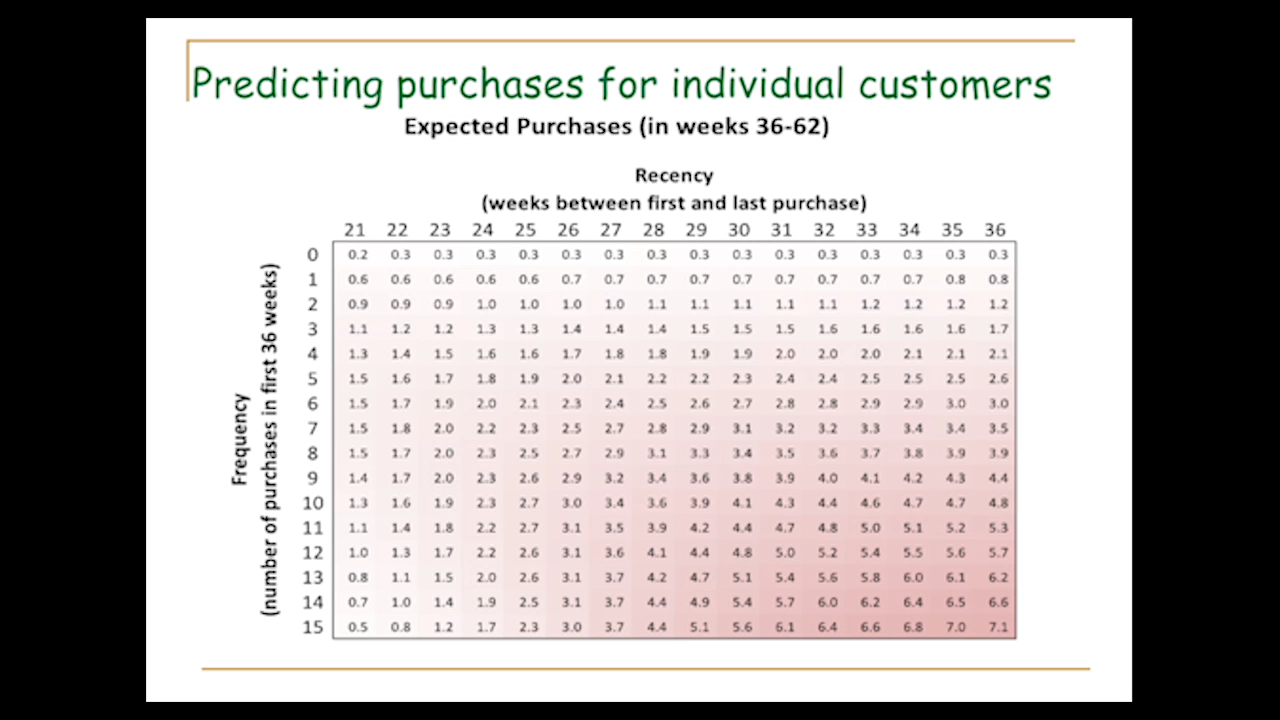 Predicting purchases for individual customers
Expected Purchases (in weeks 36-62)
Recency
(weeks between first and last purchase)
21 22 23 24 25 26 27 28 29 30 31 32 33 34 35 36
Frequency
(number of purchases in first 36 weeks)
0 0.2 0.3 0.3 0.3 0.3 0.3 0.3 0.3 0.3 0.3 0.3 0.3 0.3 0.3 0.3 0.3
1 0.6 0.6 0.6 0.6 0.6 0.7 0.7 0.7 0.7 0.7 0.7 0.7 0.7 0.7 0.8 0.8
2 0.9 0.9 0.9 1.0 1.0 1.0 1.0 1.1 1.1 1.1 1.1 1.1 1.2 1.2 1.2 1.2
3 1.1 1.2 1.2 1.3 1.3 1.4 1.4 1.4 1.5 1.5 1.5 1.6 1.6 1.6 1.6 1.7
4 1.3 1.4 1.5 1.6 1.6 1.7 1.8 1.8 1.9 1.9 2.0 2.0 2.0 2.1 2.1 2.1
5 1.5 1.6 1.7 1.8 1.9 2.0 2.1 2.2 2.2 2.3 2.4 2.4 2.5 2.5 2.5 2.6
6 1.5 1.7 1.9 2.0 2.1 2.3 2.4 2.5 2.6 2.7 2.8 2.8 2.9 2.9 3.0 3.0
7 1.5 1.8 2.0 2.2 2.3 2.5 2.7 2.8 2.9 3.1 3.2 3.2 3.3 3.4 3.4 3.5
8 1.5 1.7 2.0 2.3 2.5 2.7 2.9 3.1 3.3 3.4 3.5 3.6 3.7 3.8 3.9 3.9
9 1.4 1.7 2.0 2.3 2.6 2.9 3.2 3.4 3.6 3.8 3.9 4.0 4.1 4.2 4.3 4.4
10 1.3 1.6 1.9 2.3 2.7 3.0 3.4 3.6 3.9 4.1 4.3 4.4 4.6 4.7 4.7 4.8
11 1.1 1.4 1.8 2.2 2.7 3.1 3.5 3.9 4.2 4.4 4.7 4.8 5.0 5.1 5.2 5.3
12 1.0 1.3 1.7 2.2 2.6 3.1 3.6 4.1 4.4 4.8 5.0 5.2 5.4 5.5 5.6 5.7
13 0.8 1.1 1.5 2.0 2.6 3.1 3.7 4.2 4.7 5.1 5.4 5.6 5.8 6.0 6.1 6.2
14 0.7 1.0 1.4 1.9 2.5 3.1 3.7 4.4 4.9 5.4 5.7 6.0 6.2 6.4 6.5 6.6
15 0.5 0.8 1.2 1.7 2.3 3.0 3.7 4.4 5.1 5.6 6.1 6.4 6.6 6.8 7.0 7.1